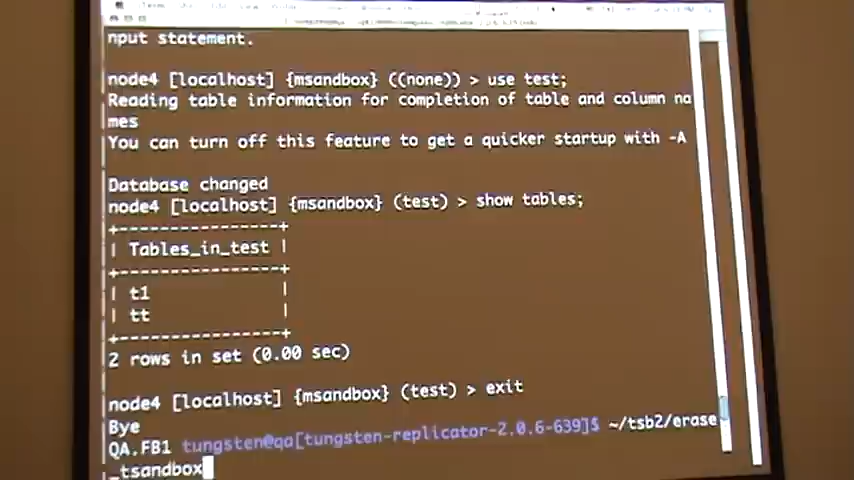 nput statement.
node4 [localhost] {msandbox} ((none)) > use test;
Reading table information for completion of table and column na
mes
You can turn off this feature to get a quicker startup with -A
Database changed
node4 [localhost] {msandbox} (test) > show tables;
+----------------+
| Tables_in_test |
+----------------+
| t1             |
| tt             |
+----------------+
2 rows in set (0.00 sec)
node4 [localhost] {msandbox} (test) > exit
Bye
QA.FB1 tungsten@qa[tungsten-replicator-2.0.6-639]$ ~/tsb2/erase
_tsandbox